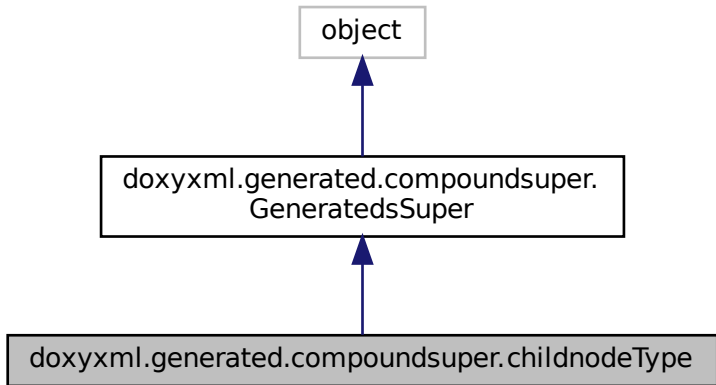 object
doxyxml.generated.compoundsuper.
GeneratedsSuper
doxyxml.generated.compoundsuper.childnodeType